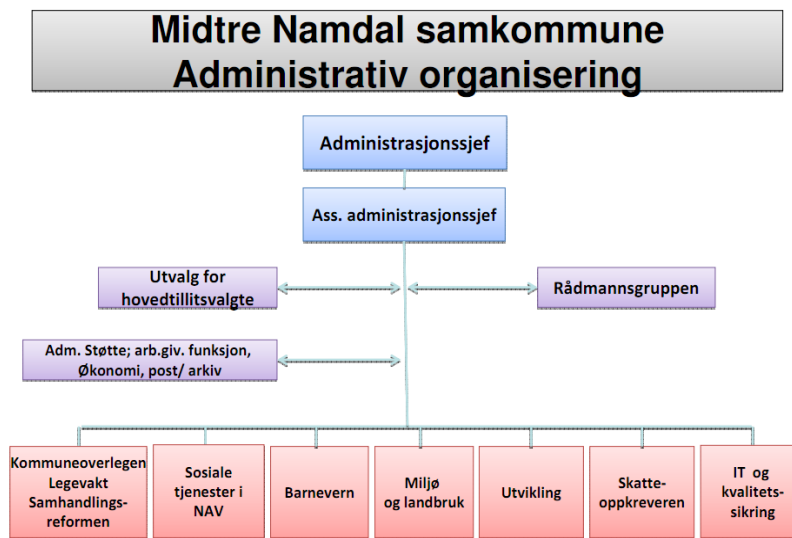 Midtre Namdal samkommune
Administrativ organisering
Administrasjonssjef
Ass. administrasjonssjef
Utvalg for
hovedtillitsvalgte
Rådmannsgruppen
Adm. Støtte; arb.giv. funksjon,
Økonomi, post/ arkiv
Kommuneoverlegen
Legevakt
Samhandlings-
reformen
Sosiale
tjenester i
NAV
Barnevern
Miljø
og landbruk
Utvikling
Skatte-
oppkreveren
IT og
kvalitets-
sikring